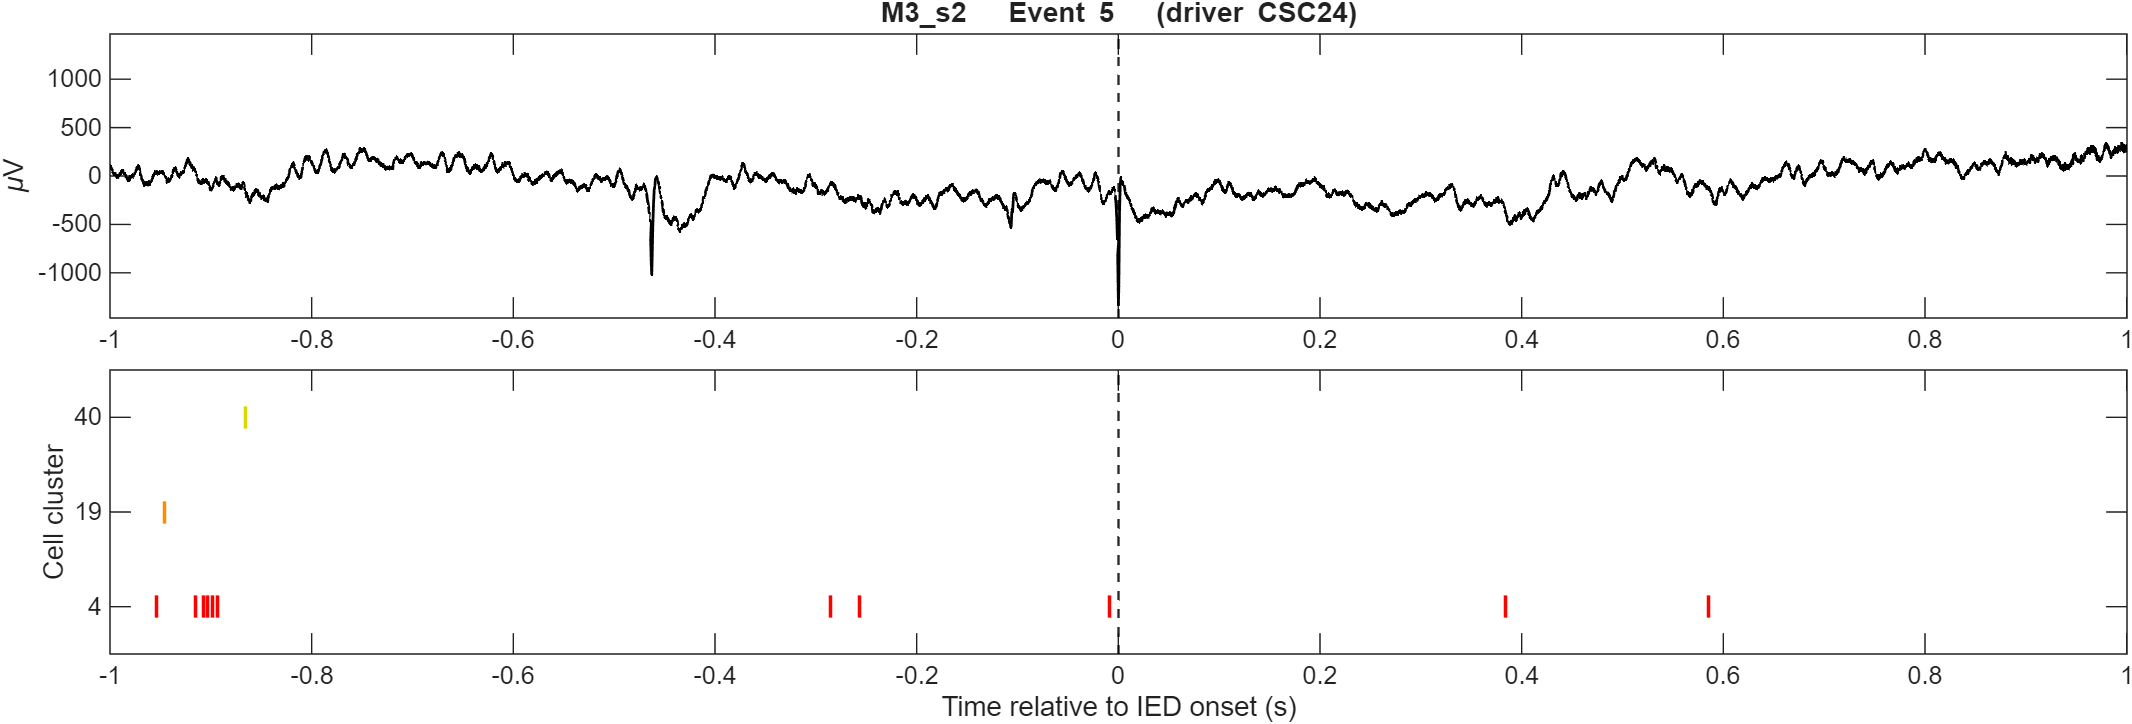 M3_s2 Event 5 (driver CSC24)
1000
500
0
-500
-1000
µV
-1 -0.8 -0.6 -0.4 -0.2 0 0.2 0.4 0.6 0.8 1
40
19
4
Cell cluster
-1 -0.8 -0.6 -0.4 -0.2 0 0.2 0.4 0.6 0.8 1
Time relative to IED onset (s)